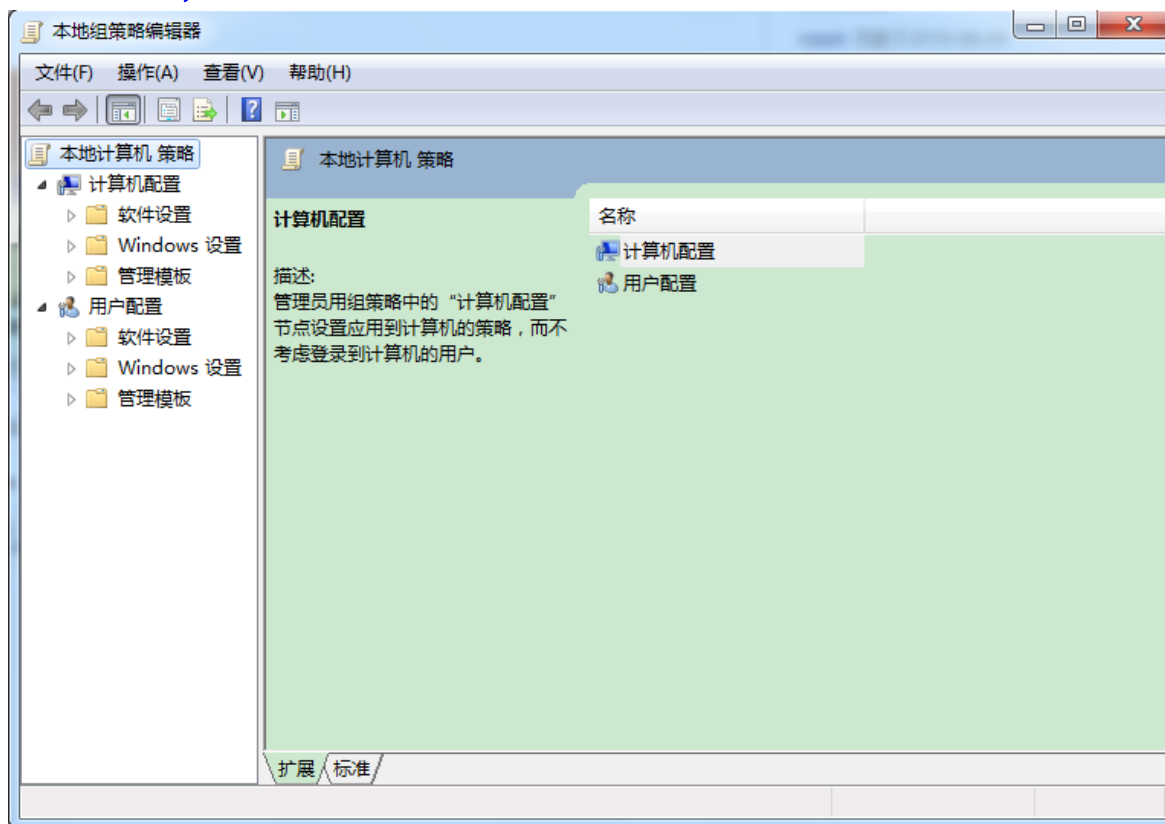 本地组策略编辑器
文件(F) 操作(A) 查看(V) 帮助(H)
本地计算机 策略
计算机配置
软件设置
Windows 设置
管理模板
用户配置
软件设置
Windows 设置
管理模板
本地计算机 策略
计算机配置
描述:
管理员用组策略中的“计算机配置”
节点设置应用到计算机的策略，而不
考虑登录到计算机的用户。
名称
计算机配置
用户配置
扩展 标准